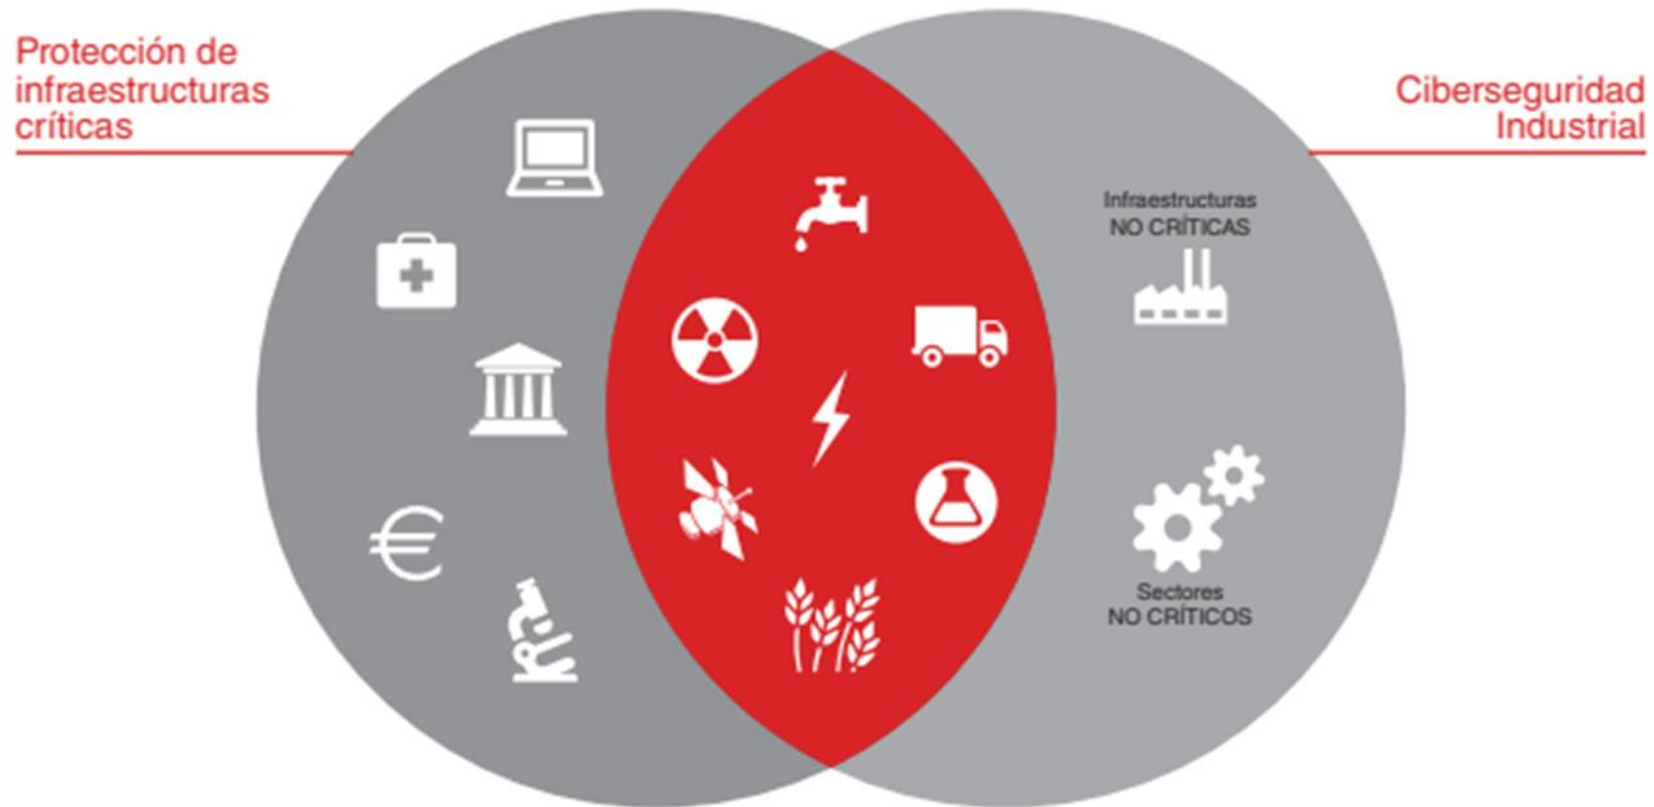 Protección de
infraestructuras
críticas
Ciberseguridad
Industrial
Infraestructuras
NO CRÍTICAS
€
Sectores
NO CRÍTICOS